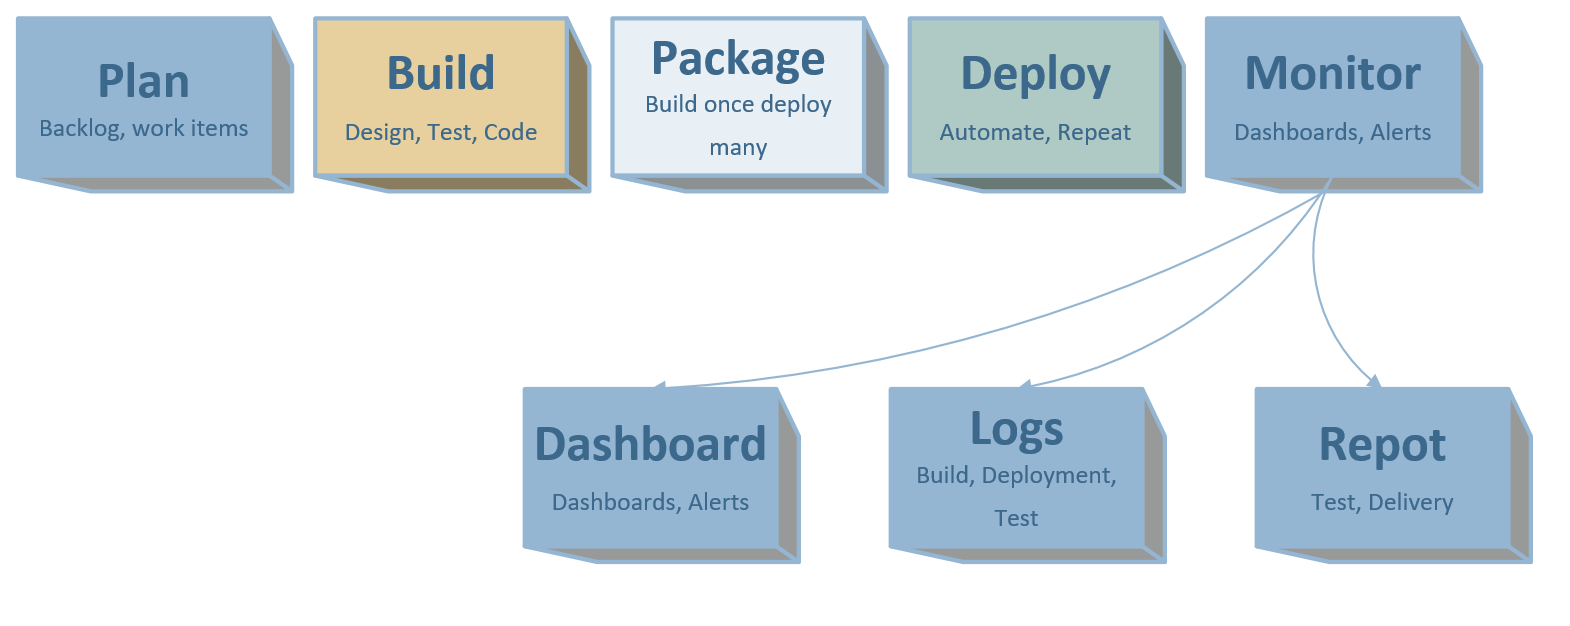 Plan
Backlog, work items
Build
Design, Test, Code
Package
Build once deploy
many
Deploy
Automate, Repeat
Monitor
Dashboards, Alerts
Dashboard
Dashboards, Alerts
Logs
Build, Deployment,
Test
Repot
Test, Delivery